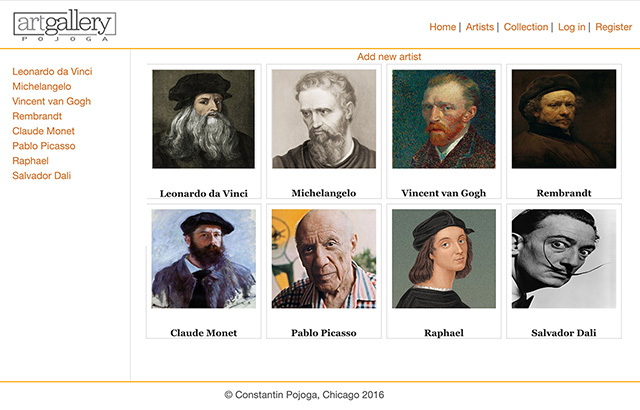 artgallery
POJOGA
Home | Artists | Collection | Log in | Register
Leonardo da Vinci
Michelangelo
Vincent van Gogh
Rembrandt
Claude Monet
Pablo Picasso
Raphael
Salvador Dali
Add new artist
Leonardo da Vinci
Michelangelo
Vincent van Gogh
Rembrandt
Claude Monet
Pablo Picasso
Raphael
Salvador Dali
© Constantin Pojoga, Chicago 2016